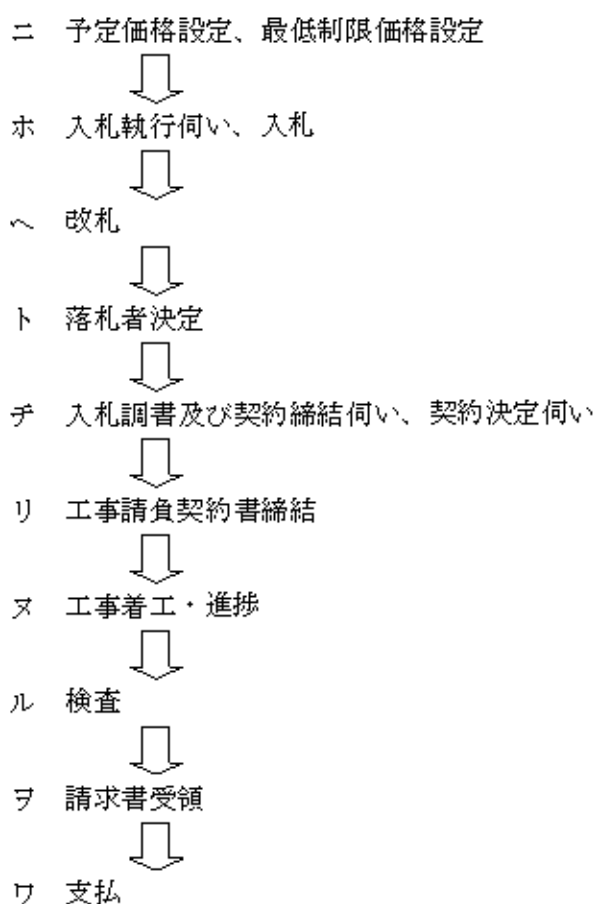 ニ 予定価格設定、最低制限価格設定
ホ 入札執行伺い、入札
ヘ 改札
ト 落札者決定
チ 入札調書及び契約締結伺い、契約決定伺い
リ 工事請負契約書締結
ヌ 工事着工・進捗
ル 検査
ヲ 請求書受領
ワ 支払